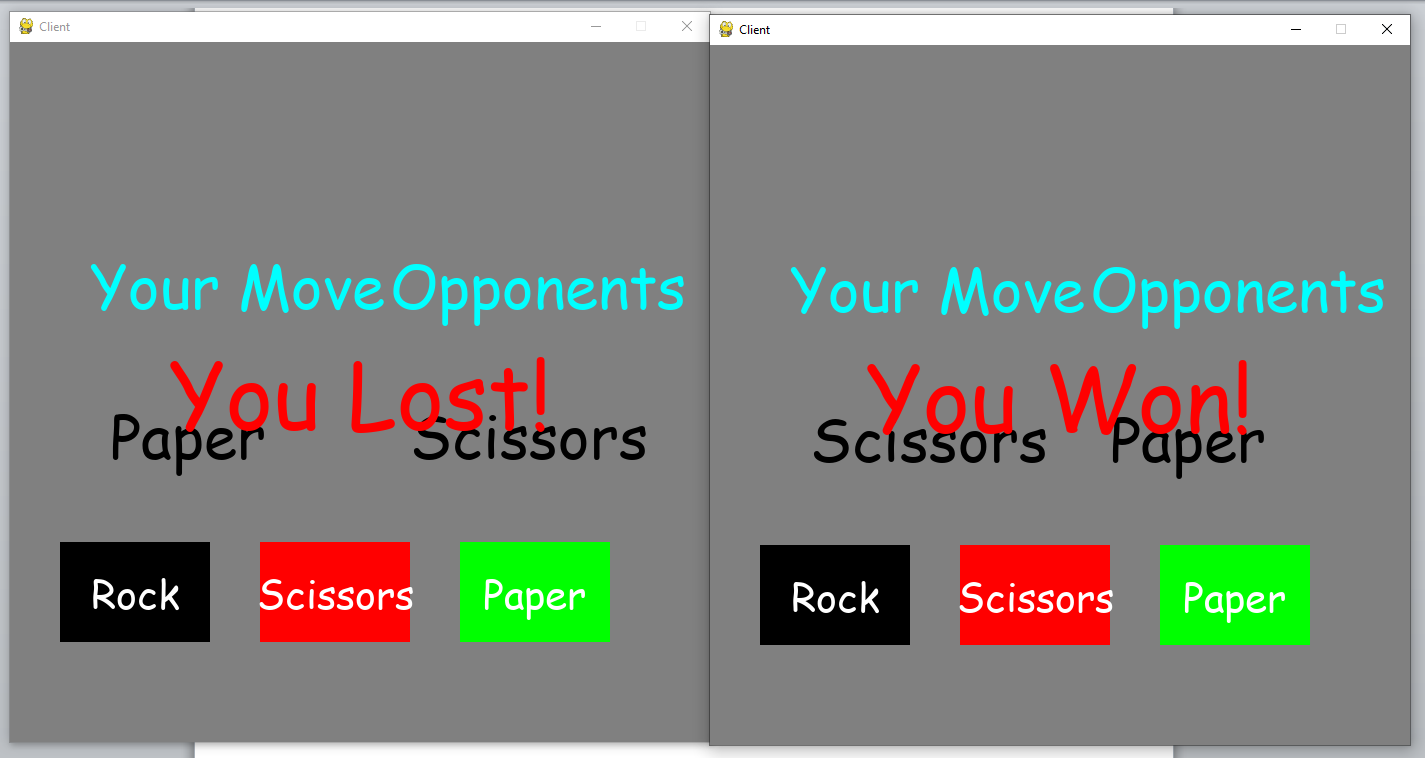 Client
Your Move Opponents
You Lost!
Paper Scissors
Rock Scissors Paper
Client
Your Move Opponents
You Won!
Scissors Paper
Rock Scissors Paper